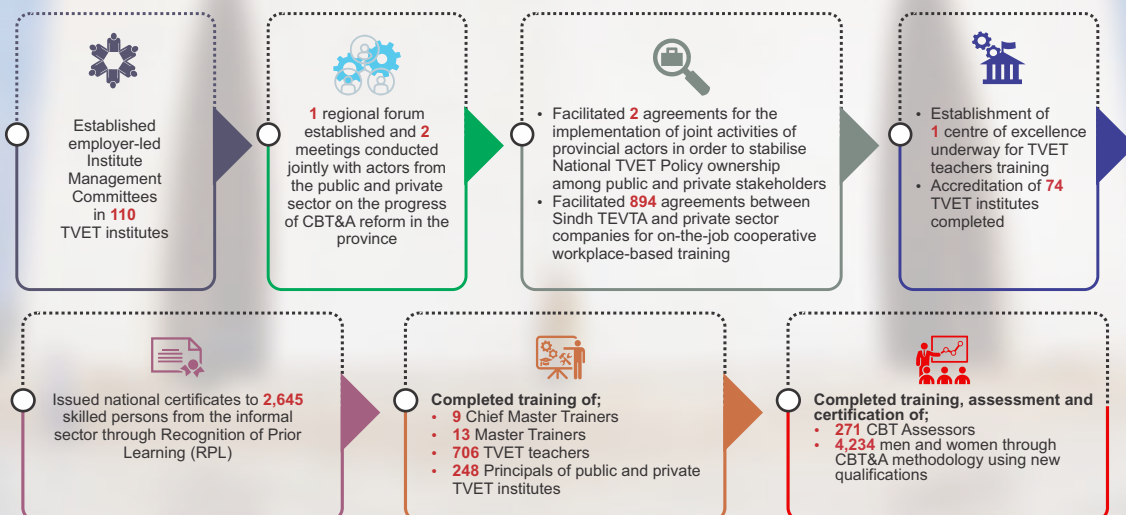 Established
employer-led
Institute
Management
Committees
in 110
TVET institutes
1 regional forum
established and 2
meetings conducted
jointly with actors from
the public and private
sector on the progress
of CBT&A reform in the
province
• Facilitated 2 agreements for the
implementation of joint activities of
provincial actors in order to stabilise
National TVET Policy ownership
among public and private stakeholders
• Facilitated 894 agreements between
Sindh TEVTA and private sector
companies for on-the-job cooperative
workplace-based training
• Establishment of
1 centre of excellence
underway for TVET
teachers training
• Accreditation of 74
TVET institutes
completed
Issued national certificates to 2,645
skilled persons from the informal
sector through Recognition of Prior
Learning (RPL)
Completed training of;
• 9 Chief Master Trainers
• 13 Master Trainers
• 706 TVET teachers
• 248 Principals of public and private
TVET institutes
Completed training, assessment and
certification of;
• 271 CBT Assessors
• 4,234 men and women through
CBT&A methodology using new
qualifications